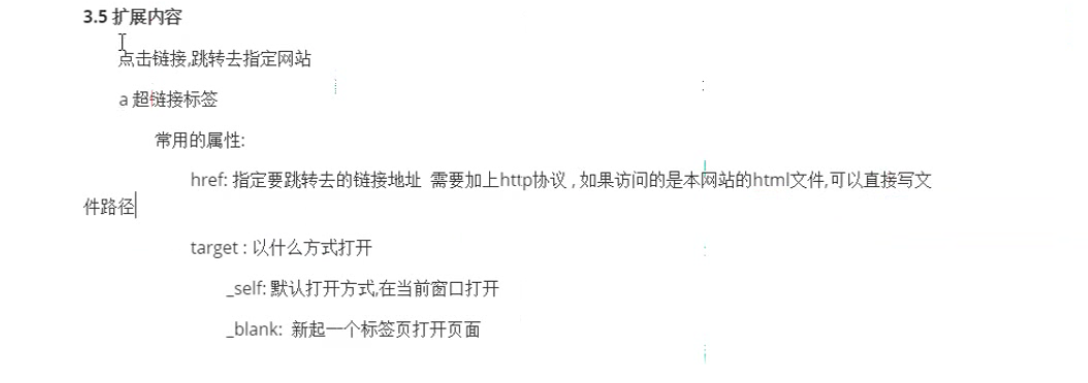 3.5 扩展内容
点击链接,跳转去指定网站
a 超链接标签
常用的属性:
href: 指定要跳转去的链接地址 需要加上http协议 , 如果访问的是本网站的html文件,可以直接写文
件路径
target : 以什么方式打开
_self: 默认打开方式,在当前窗口打开
_blank: 新起一个标签页打开页面